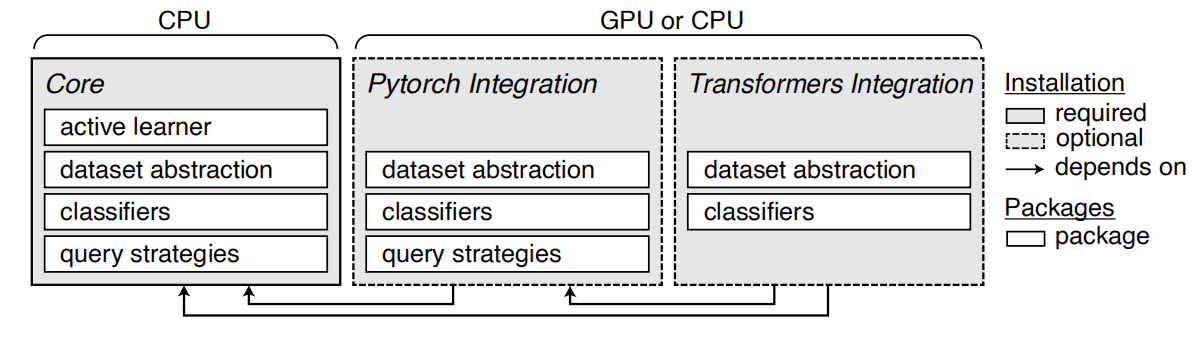 CPU
GPU or CPU
Core
active learner
dataset abstraction
classifiers
query strategies
Pytorch Integration
dataset abstraction
classifiers
query strategies
Transformers Integration
dataset abstraction
classifiers
Installation
required
optional
depends on
Packages
package